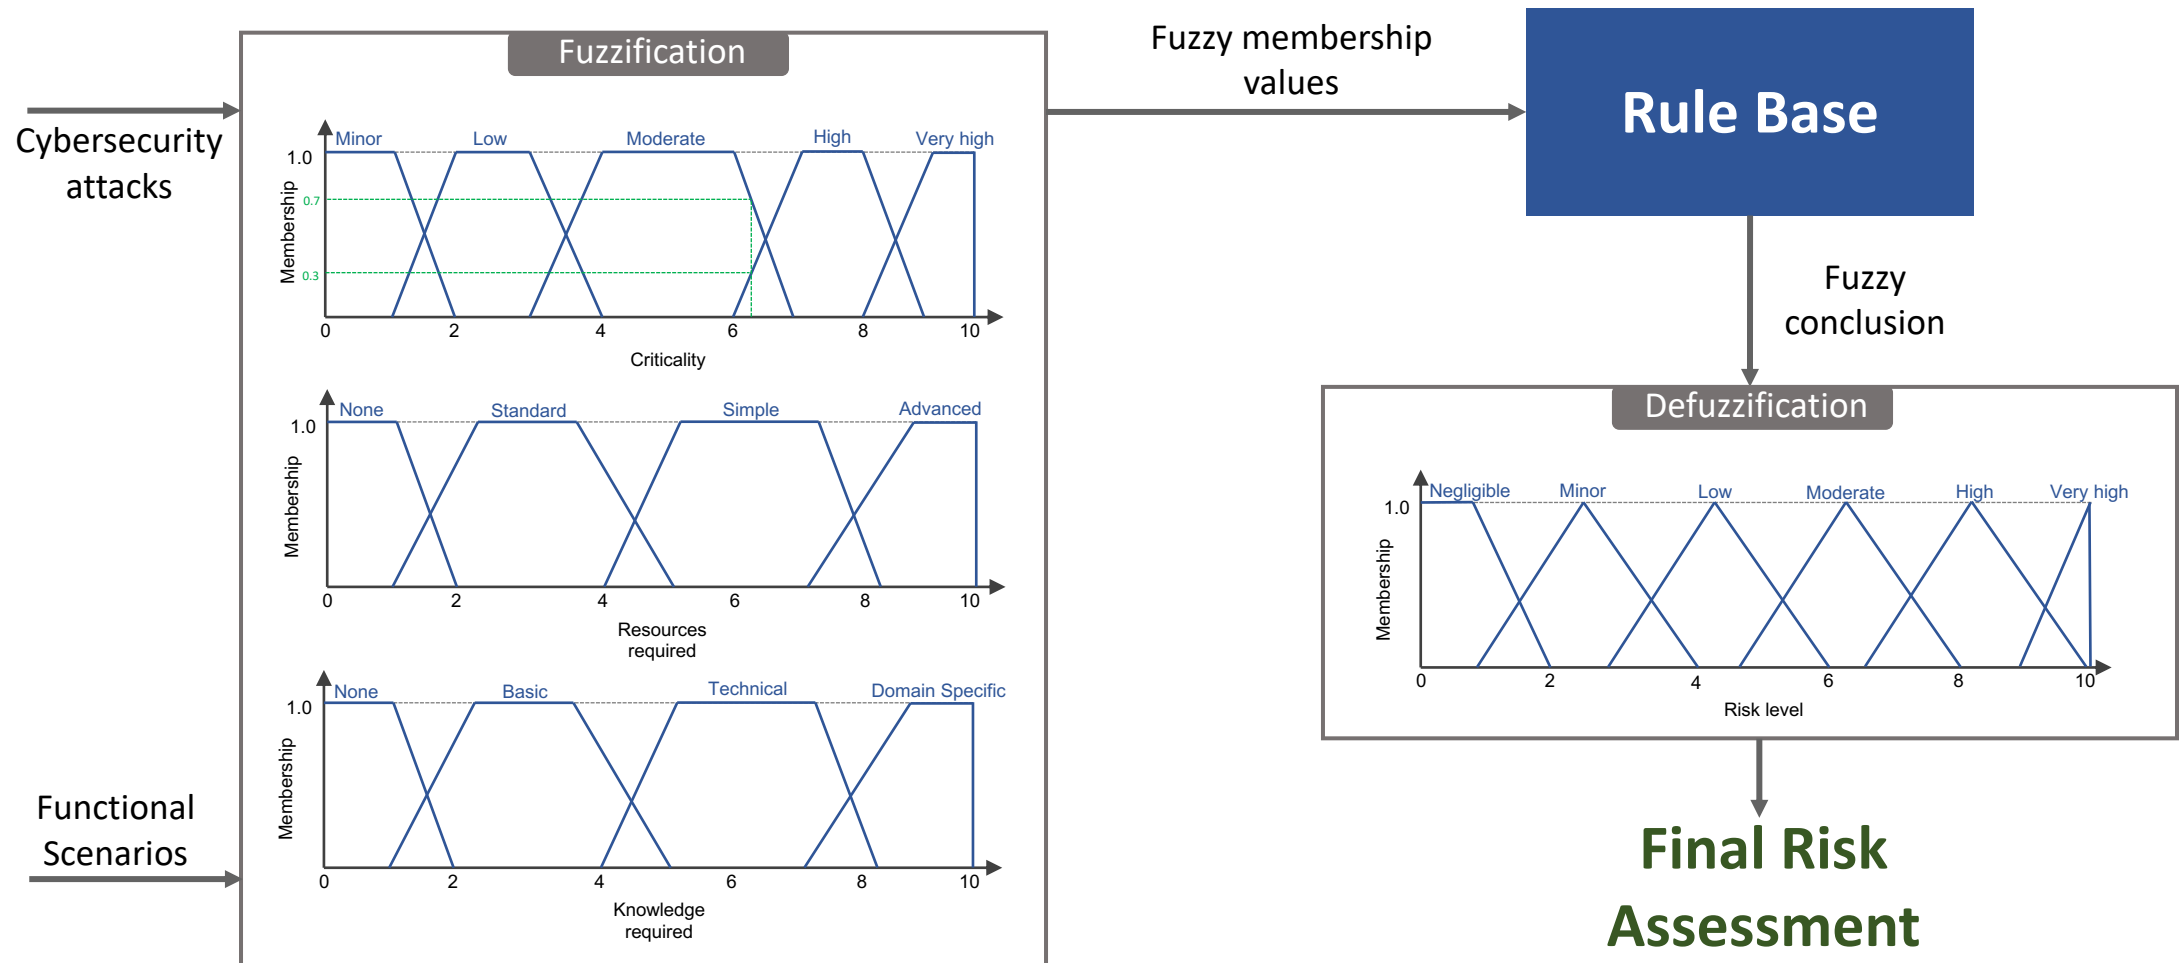 Cybersecurity
attacks
Functional
Scenarios
Fuzzification
Minor Low Moderate High Very high
1.0
0.7
0.3
Membership
0 2 4 6 8 10
Criticality
None Standard Simple Advanced
1.0
Membership
0 2 4 6 8 10
Resources
required
None Basic Technical Domain Specific
1.0
Membership
0 2 4 6 8 10
Knowledge
required
Fuzzy membership
values
Rule Base
Fuzzy
conclusion
Defuzzification
Negligible Minor Low Moderate High Very high
1.0
Membership
0 2 4 6 8 10
Risk level
Final Risk
Assessment